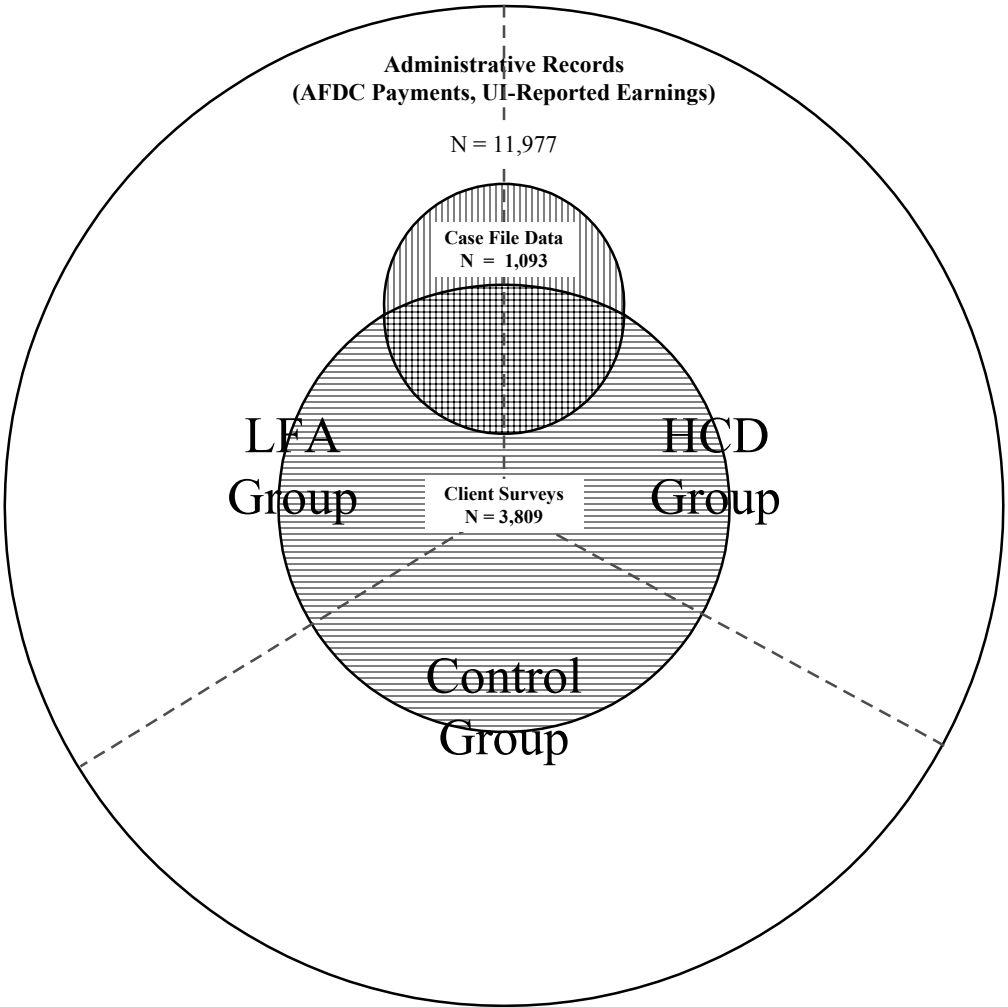 Administrative Records
(AFDC Payments, UI-Reported Earnings)
N = 11,977
Case File Data
N = 1,093
LFA
Group
HCD
Group
Client Surveys
N = 3,809
Control
Group